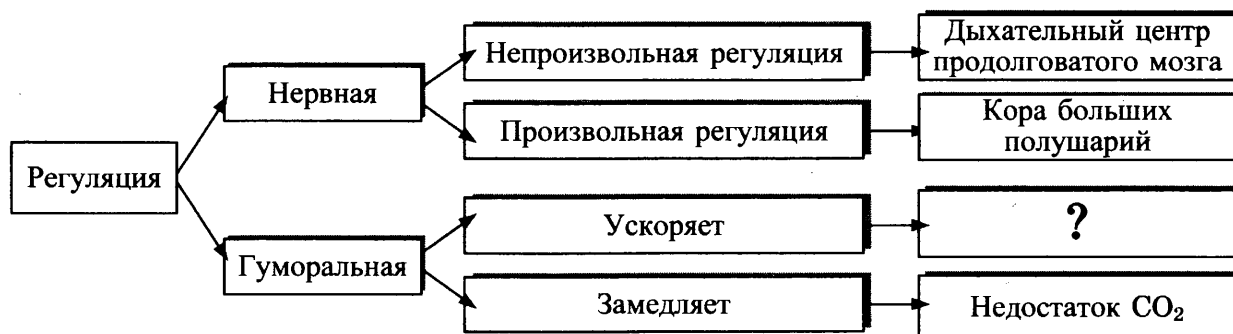 Регуляция
Нервная
Гуморальная
Непроизвольная регуляция
Произвольная регуляция
Ускоряет
Замедляет
Дыхательный центр
продолговатого мозга
Кора больших
полушарий
?
Недостаток CO₂